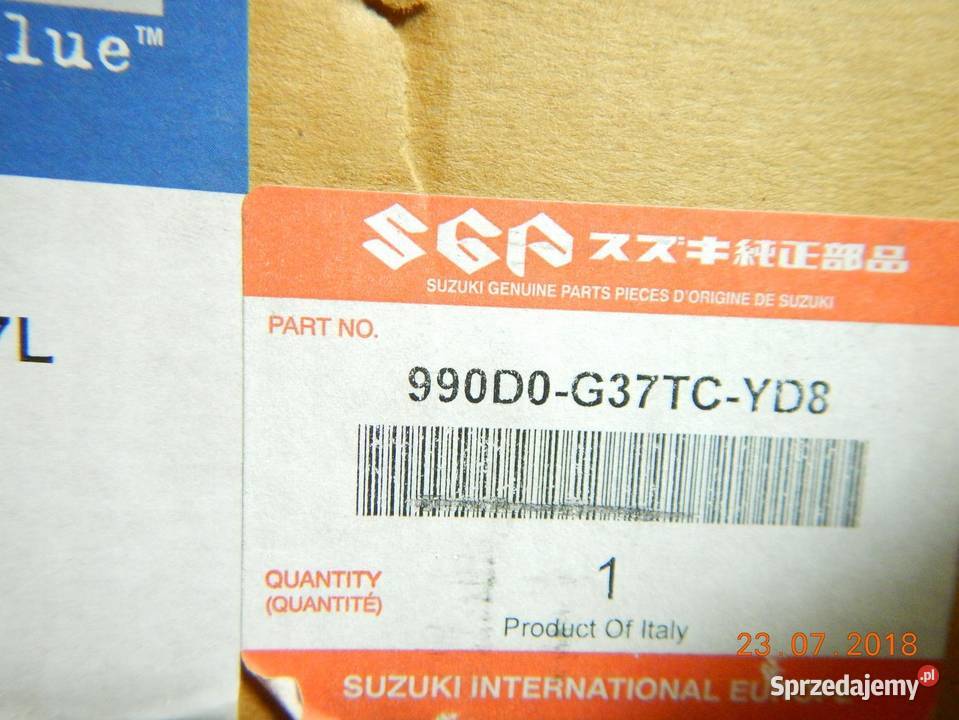 lue™
7L
SGP スズキ純正部品
SUZUKI GENUINE PARTS PIECES D'ORIGINE DE SUZUKI
PART NO.
990D0-G37TC-YD8
QUANTITY
(QUANTITÉ)
1
Product Of Italy
23.07.2018
SUZUKI INTERNATIONAL
Sprzedajemy.pl